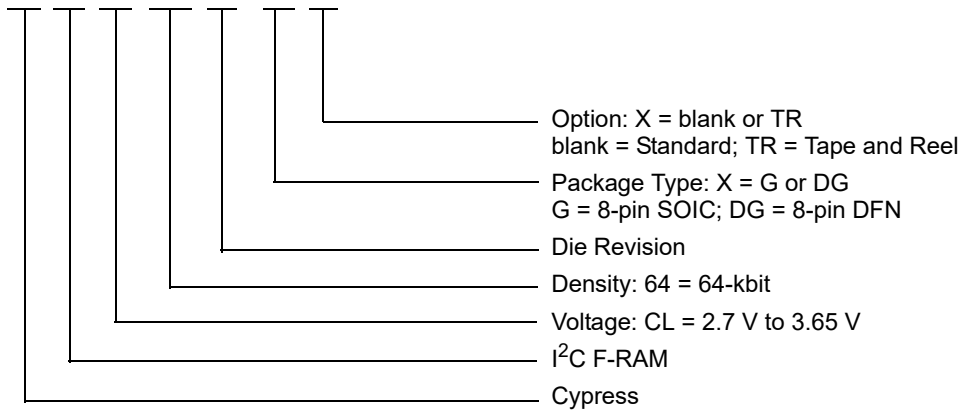 Option: X = blank or TR
blank = Standard; TR = Tape and Reel
Package Type: X = G or DG
G = 8-pin SOIC; DG = 8-pin DFN
Die Revision
Density: 64 = 64-kbit
Voltage: CL = 2.7 V to 3.65 V
I²C F-RAM
Cypress